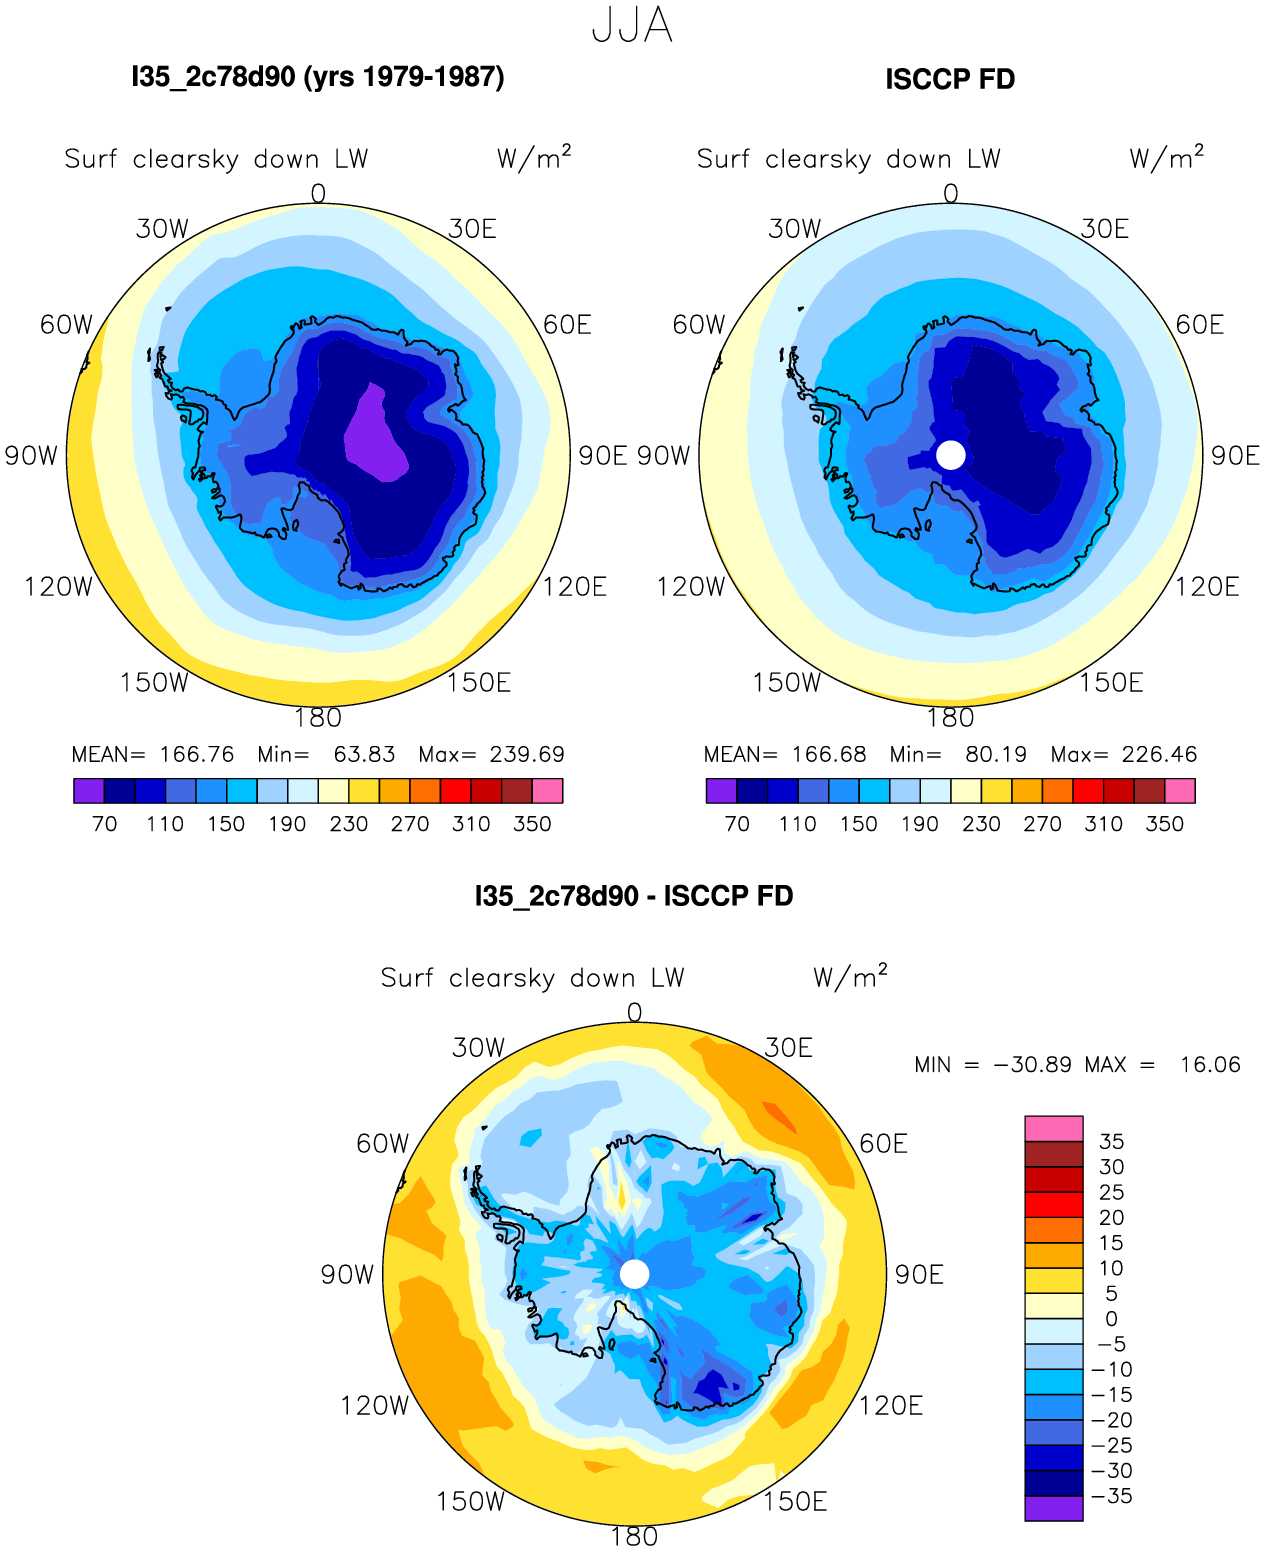 JJA
I35_2c78d90 (yrs 1979-1987)
ISCCP FD
Surf clearsky down LW W/m²
Surf clearsky down LW W/m²
0
30W 30E
60W 60E
90W 90E
120W 120E
150W 150E
180
0
30W 30E
60W 60E
90W 90E
120W 120E
150W 150E
180
MEAN= 166.76 Min= 63.83 Max= 239.69
70 110 150 190 230 270 310 350
MEAN= 166.68 Min= 80.19 Max= 226.46
70 110 150 190 230 270 310 350
I35_2c78d90 - ISCCP FD
Surf clearsky down LW W/m²
0
30W 30E
60W 60E
90W 90E
120W 120E
150W 150E
180
MIN = −30.89 MAX = 16.06
35
30
25
20
15
10
5
0
−5
−10
−15
−20
−25
−30
−35